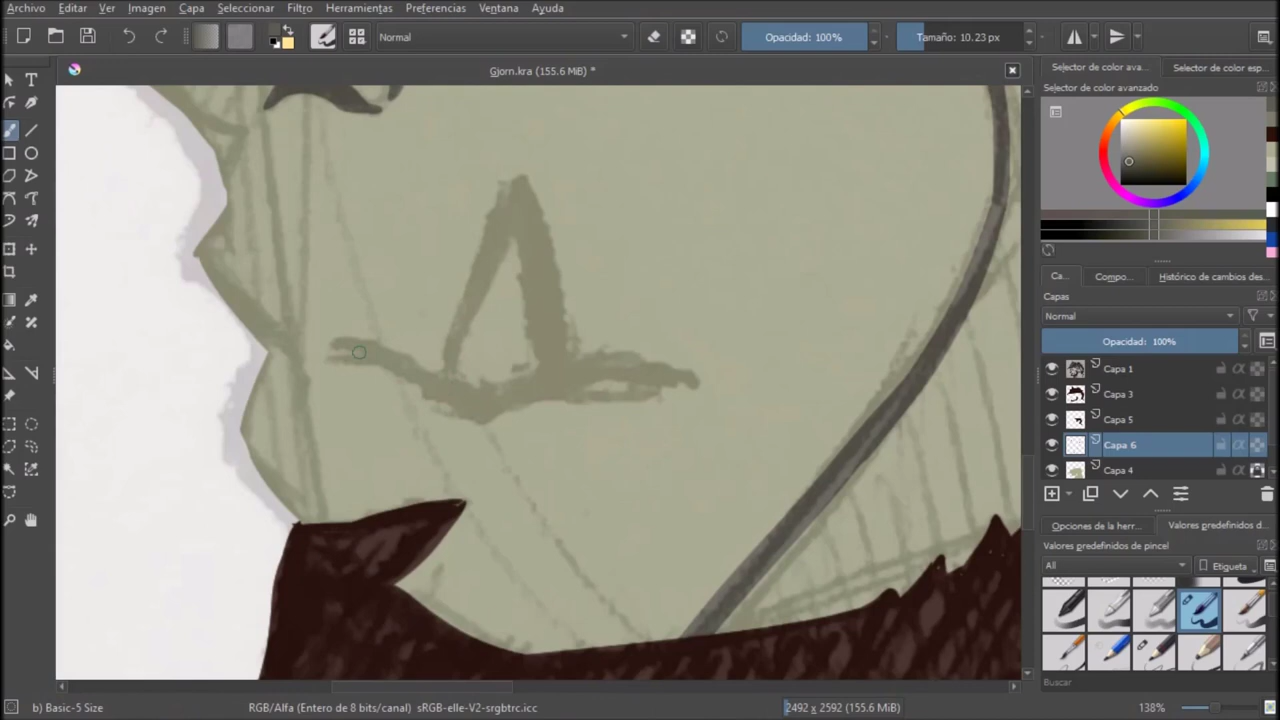 Archivo Editar Ver Imagen Capa Seleccionar Filtro Herramientas Preferencias Ventana Ayuda
Normal Opacidad: 100% Tamaño: 10.23 px
Gjorn.kra (155.6 MiB) *
Selector de color ava... Selector de color esp...
Selector de color avanzado
Ca... Compo... Histórico de cambios des...
Capas
Normal
Opacidad: 100%
Capa 1
Capa 3
Capa 5
Capa 6
Capa 4
Opciones de la herr... Valores predefinidos d...
Valores predefinidos de pincel
All Etiqueta
Buscar
b) Basic-5 Size RGB/Alfa (Entero de 8 bits/canal) sRGB-elle-V2-srgbtrc.icc 2492 x 2592 (155.6 MiB) 138%